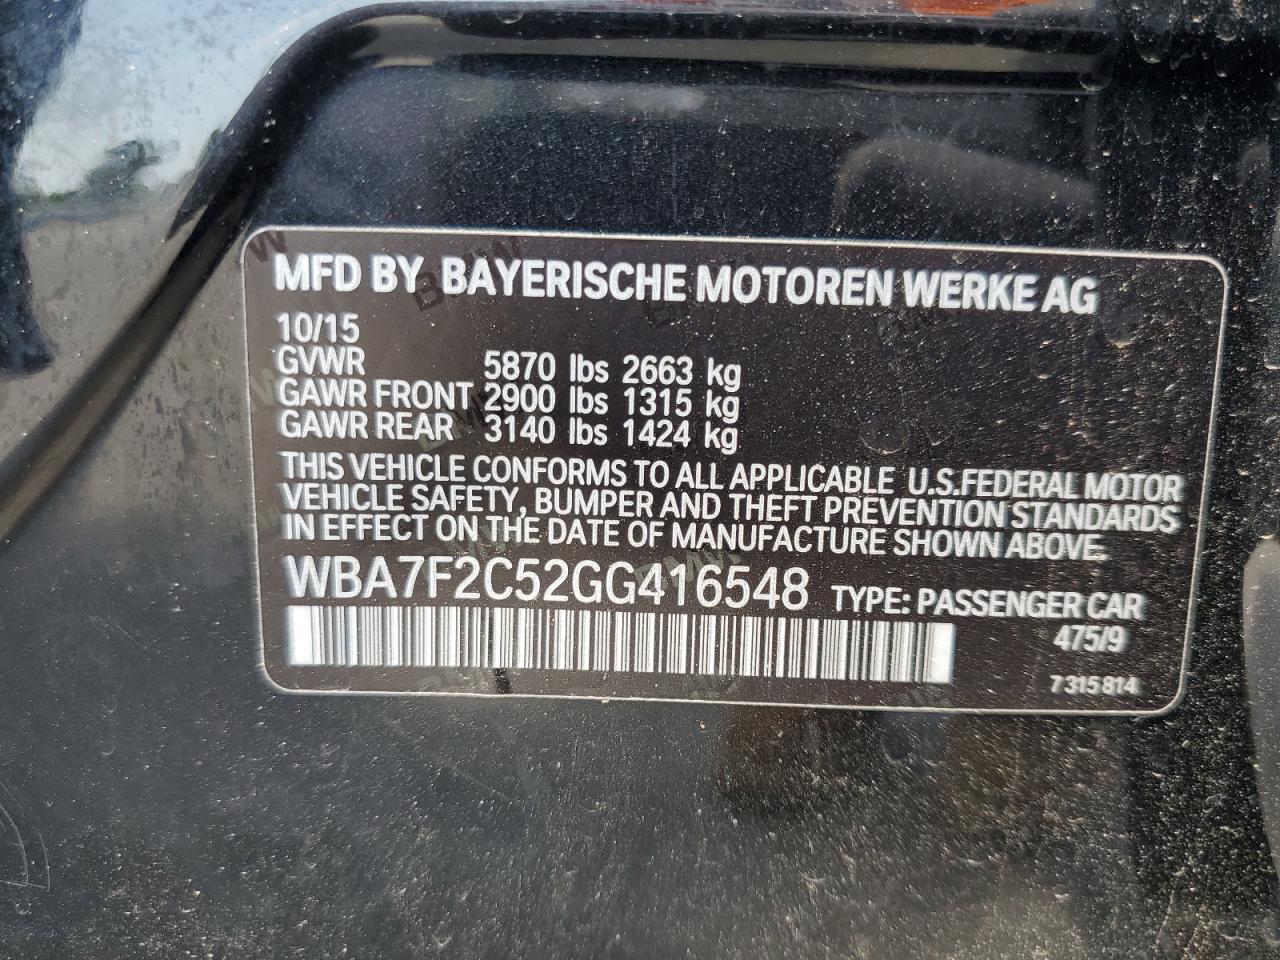 MFD BY BAYERISCHE MOTOREN WERKE AG
10/15
GVWR 5870 lbs 2663 kg
GAWR FRONT 2900 lbs 1315 kg
GAWR REAR 3140 lbs 1424 kg
THIS VEHICLE CONFORMS TO ALL APPLICABLE U.S.FEDERAL MOTOR
VEHICLE SAFETY, BUMPER AND THEFT PREVENTION STANDARDS
IN EFFECT ON THE DATE OF MANUFACTURE SHOWN ABOVE.
WBA7F2C52GG416548 TYPE: PASSENGER CAR
475/9
7 315 814